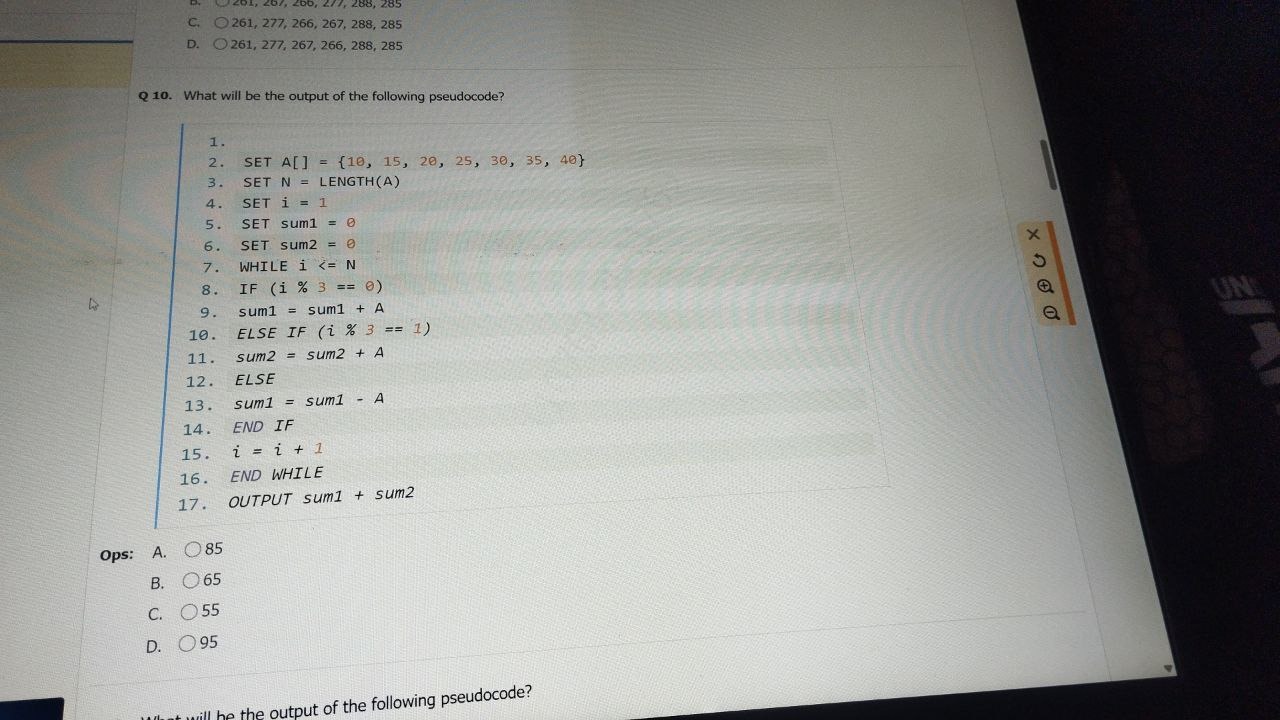 B. 261, 267, 266, 277, 288, 285
C. 261, 277, 266, 267, 288, 285
D. 261, 277, 267, 266, 288, 285
Q 10. What will be the output of the following pseudocode?
1.
2. SET A[] = {10, 15, 20, 25, 30, 35, 40}
3. SET N = LENGTH(A)
4. SET i = 1
5. SET sum1 = 0
6. SET sum2 = 0
7. WHILE i <= N
8. IF (i % 3 == 0)
9. sum1 = sum1 + A
10. ELSE IF (i % 3 == 1)
11. sum2 = sum2 + A
12. ELSE
13. sum1 = sum1 - A
14. END IF
15. i = i + 1
16. END WHILE
17. OUTPUT sum1 + sum2
Ops: A. 85
B. 65
C. 55
D. 95
What will be the output of the following pseudocode?
UN